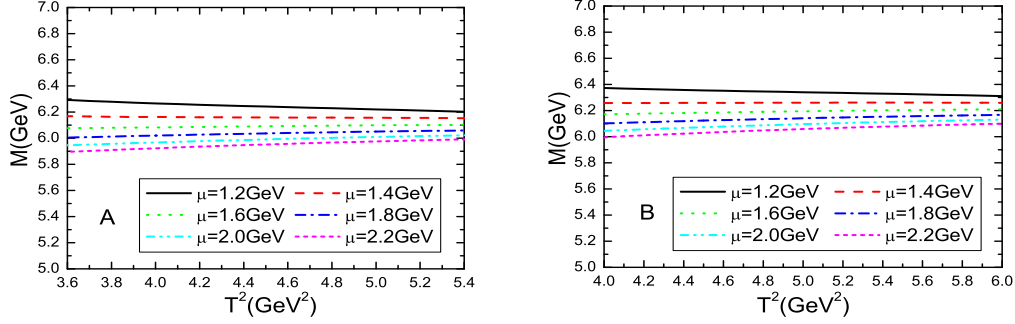 7.0
6.8
6.6
6.4
6.2
6.0
5.8
5.6
5.4
5.2
5.0
M(GeV)
A
μ=1.2GeV μ=1.4GeV
μ=1.6GeV μ=1.8GeV
μ=2.0GeV μ=2.2GeV
3.6 3.8 4.0 4.2 4.4 4.6 4.8 5.0 5.2 5.4
T²(GeV²)
7.0
6.8
6.6
6.4
6.2
6.0
5.8
5.6
5.4
5.2
5.0
M(GeV)
B
μ=1.2GeV μ=1.4GeV
μ=1.6GeV μ=1.8GeV
μ=2.0GeV μ=2.2GeV
4.0 4.2 4.4 4.6 4.8 5.0 5.2 5.4 5.6 5.8 6.0
T²(GeV²)